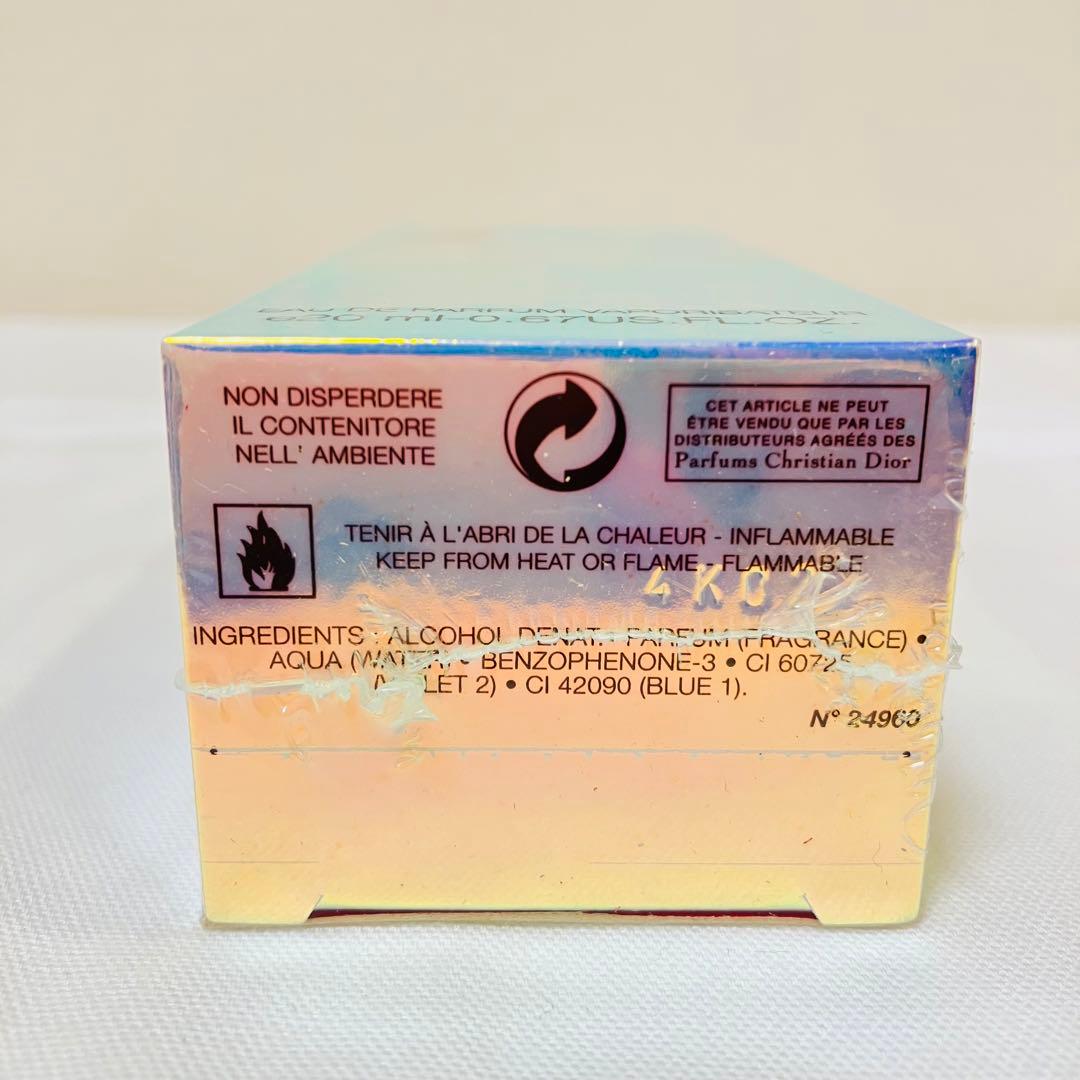 EAU DE PARFUM VAPORISATEUR
℮20 ml-0.67US.FL.OZ.
NON DISPERDERE
IL CONTENITORE
NELL' AMBIENTE
CET ARTICLE NE PEUT
ÊTRE VENDU QUE PAR LES
DISTRIBUTEURS AGRÉÉS DES
Parfums Christian Dior
TENIR À L'ABRI DE LA CHALEUR - INFLAMMABLE
KEEP FROM HEAT OR FLAME - FLAMMABLE
INGREDIENTS : ALCOHOL DENAT. • PARFUM (FRAGRANCE) •
AQUA (WATER) • BENZOPHENONE-3 • CI 60725
(VIOLET 2) • CI 42090 (BLUE 1).
N° 24960